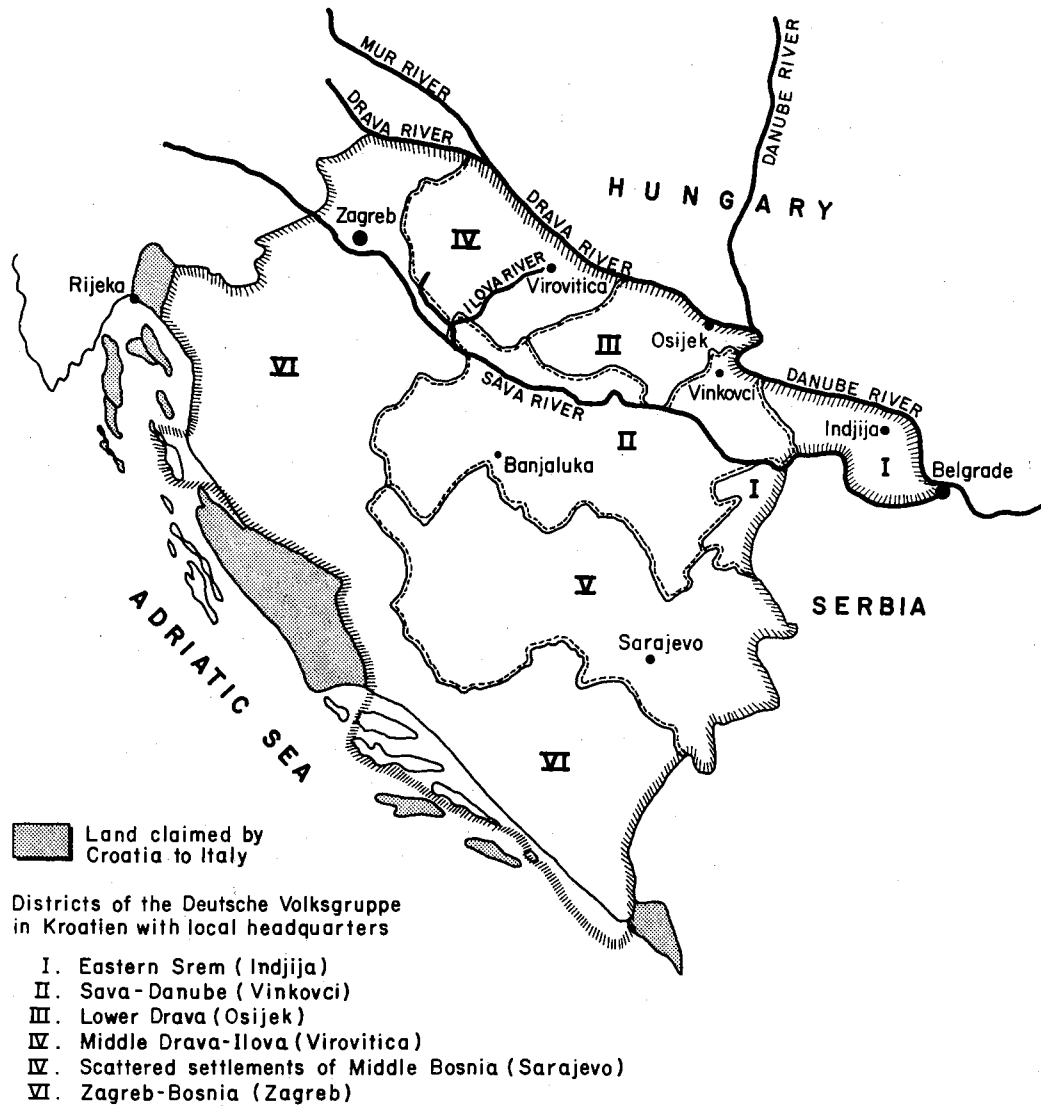 MUR RIVER
DRAVA RIVER
DANUBE RIVER
HUNGARY
DRAVA RIVER
Zagreb
IV
ILOVA RIVER
Virovitica
DRAVA RIVER
Rijeka
Osijek
III
VI
SAVA RIVER
Vinkovci
DANUBE RIVER
Indjija
II
I
Banjaluka
Belgrade
I
V
SERBIA
ADRIATIC SEA
Sarajevo
VI
Land claimed by
Croatia to Italy
Districts of the Deutsche Volksgruppe
in Kroatien with local headquarters
I. Eastern Srem (Indjija)
II. Sava-Danube (Vinkovci)
III. Lower Drava (Osijek)
IV. Middle Drava-Ilova (Virovitica)
IV. Scattered settlements of Middle Bosnia (Sarajevo)
VI. Zagreb-Bosnia (Zagreb)